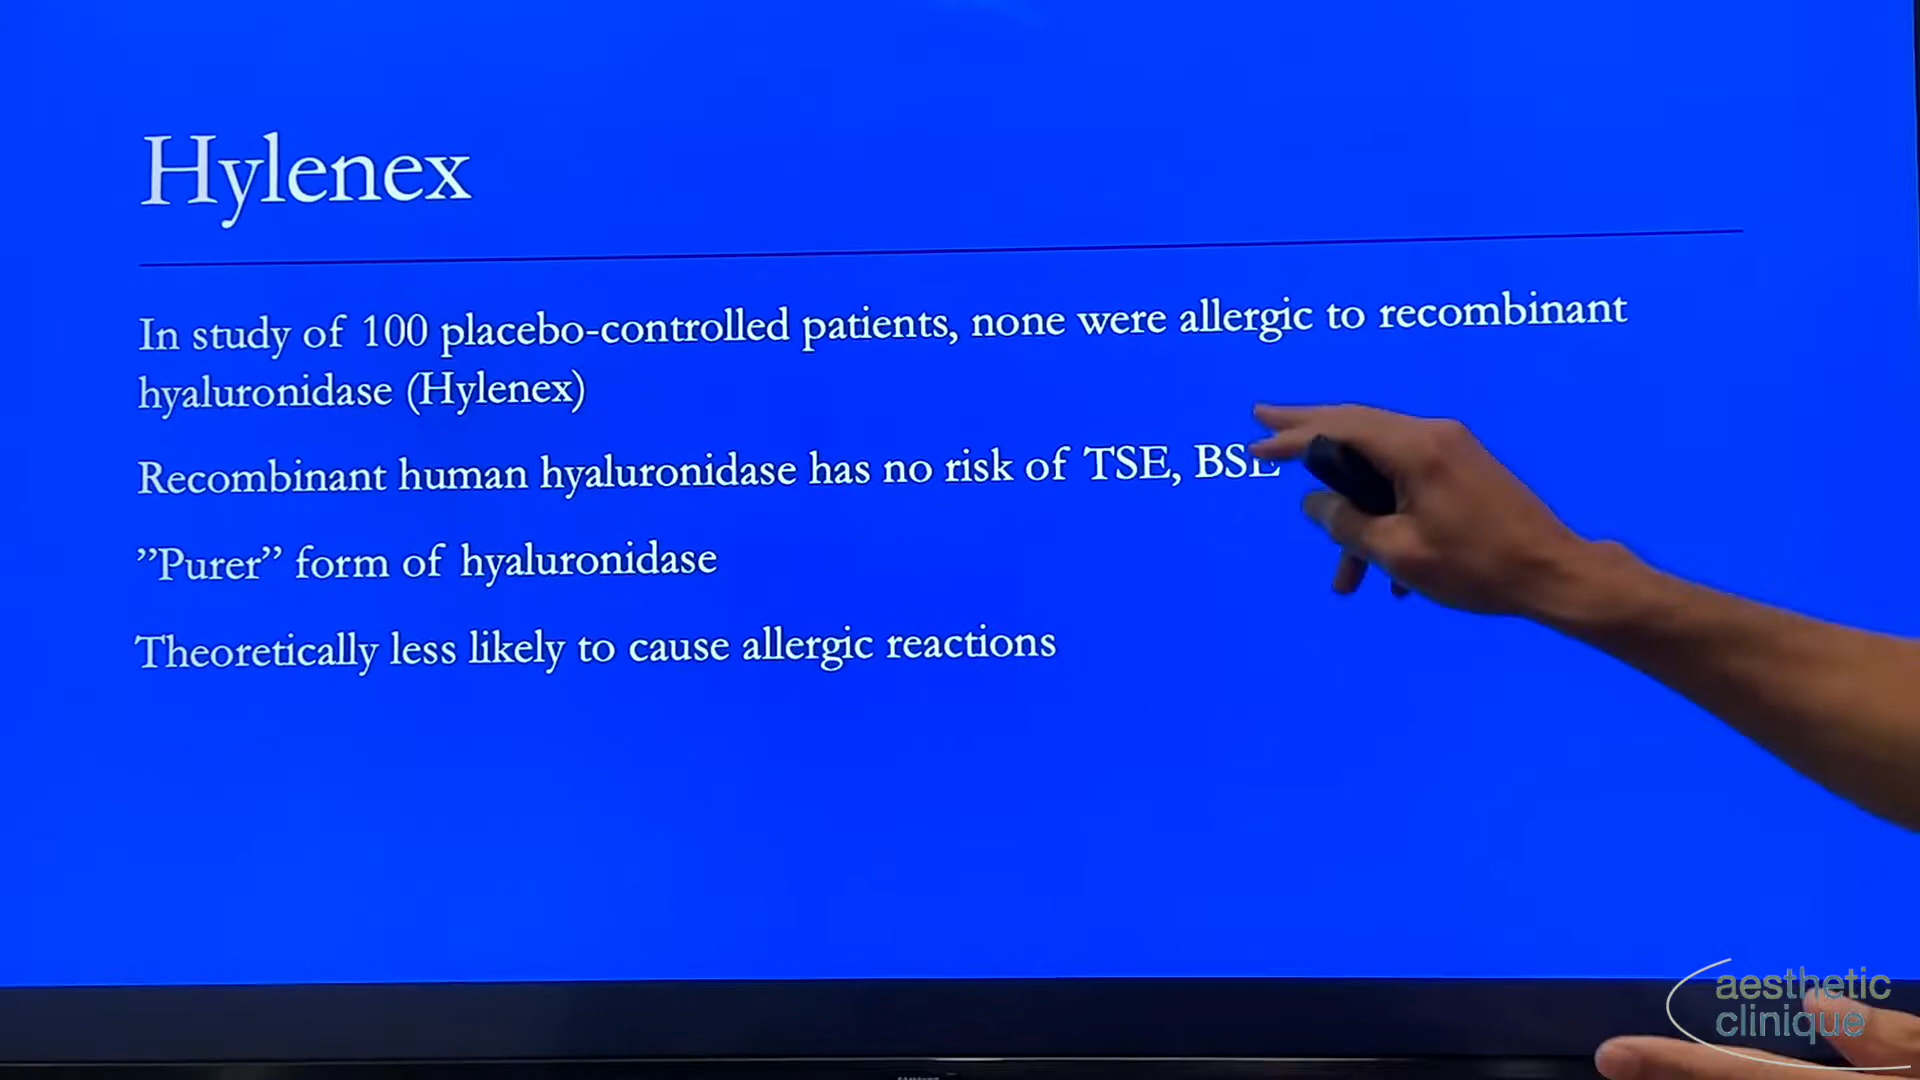 Hylenex
In study of 100 placebo-controlled patients, none were allergic to recombinant
hyaluronidase (Hylenex)
Recombinant human hyaluronidase has no risk of TSE, BSE
”Purer” form of hyaluronidase
Theoretically less likely to cause allergic reactions
aesthetic
clinique